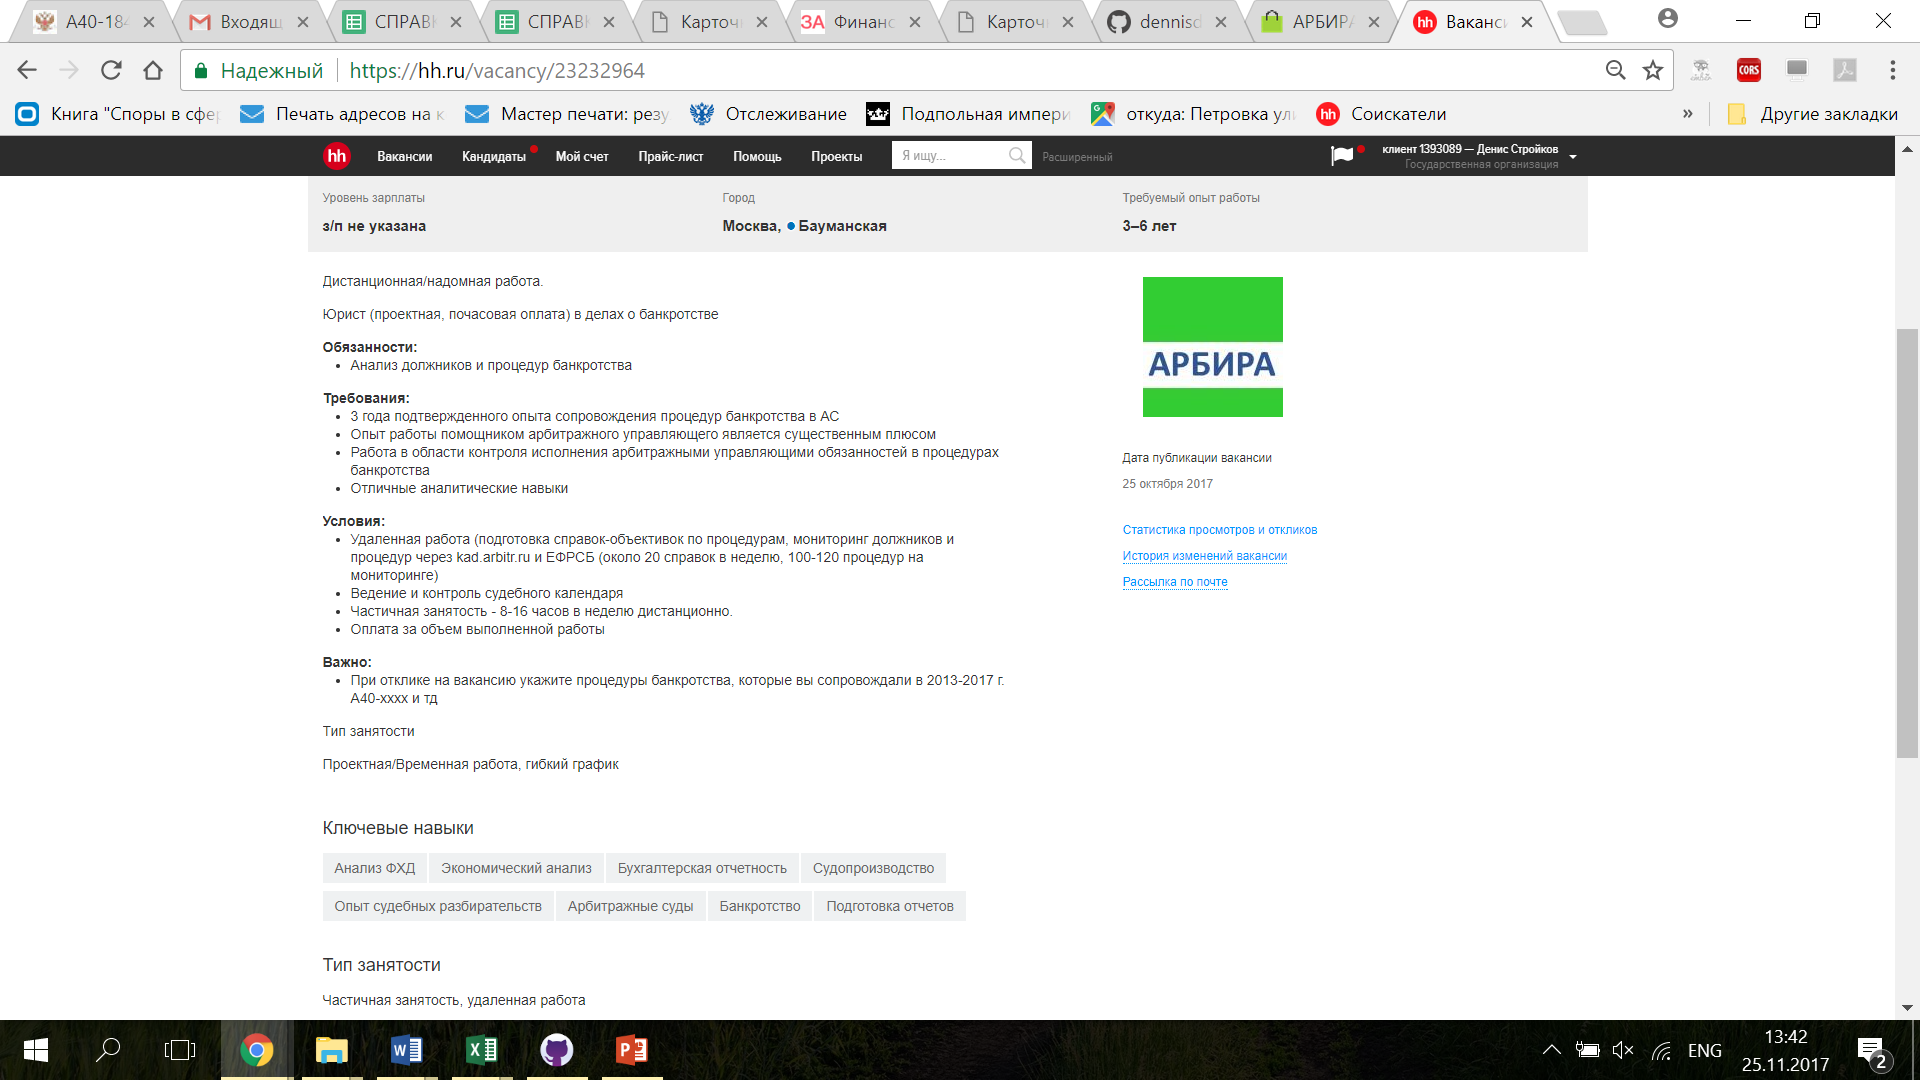 А40-184
Входящ
СПРАВК
СПРАВК
Карточ
ЗА Финанс
Карточ
dennisd
АРБИРА
hh Ваканс
Надежный https://hh.ru/vacancy/23232964
CORS
Книга "Споры в сфер
Печать адресов на к
Мастер печати: резу
Отслеживание
Подпольная импери
откуда: Петровка ули
hh Соискатели
» Другие закладки
hh Вакансии Кандидаты Мой счет Прайс-лист Помощь Проекты Я ищу... Расширенный
клиент 1393089 — Денис Стройков
Государственная организация
Уровень зарплаты
з/п не указана
Город
Москва, Бауманская
Требуемый опыт работы
3–6 лет
Дистанционная/надомная работа.
Юрист (проектная, почасовая оплата) в делах о банкротстве
Обязанности:
• Анализ должников и процедур банкротства
Требования:
• 3 года подтвержденного опыта сопровождения процедур банкротства в АС
• Опыт работы помощником арбитражного управляющего является существенным плюсом
• Работа в области контроля исполнения арбитражными управляющими обязанностей в процедурах
банкротства
• Отличные аналитические навыки
Условия:
• Удаленная работа (подготовка справок-объективок по процедурам, мониторинг должников и
процедур через kad.arbitr.ru и ЕФРСБ (около 20 справок в неделю, 100-120 процедур на
мониторинге)
• Ведение и контроль судебного календаря
• Частичная занятость - 8-16 часов в неделю дистанционно.
• Оплата за объем выполненной работы
Важно:
• При отклике на вакансию укажите процедуры банкротства, которые вы сопровождали в 2013-2017 г.
А40-хххх и тд
Тип занятости
Проектная/Временная работа, гибкий график
Ключевые навыки
Анализ ФХД Экономический анализ Бухгалтерская отчетность Судопроизводство
Опыт судебных разбирательств Арбитражные суды Банкротство Подготовка отчетов
Тип занятости
Частичная занятость, удаленная работа
АРБИРА
Дата публикации вакансии
25 октября 2017
Статистика просмотров и откликов
История изменений вакансии
Рассылка по почте
ENG
13:42
25.11.2017
2